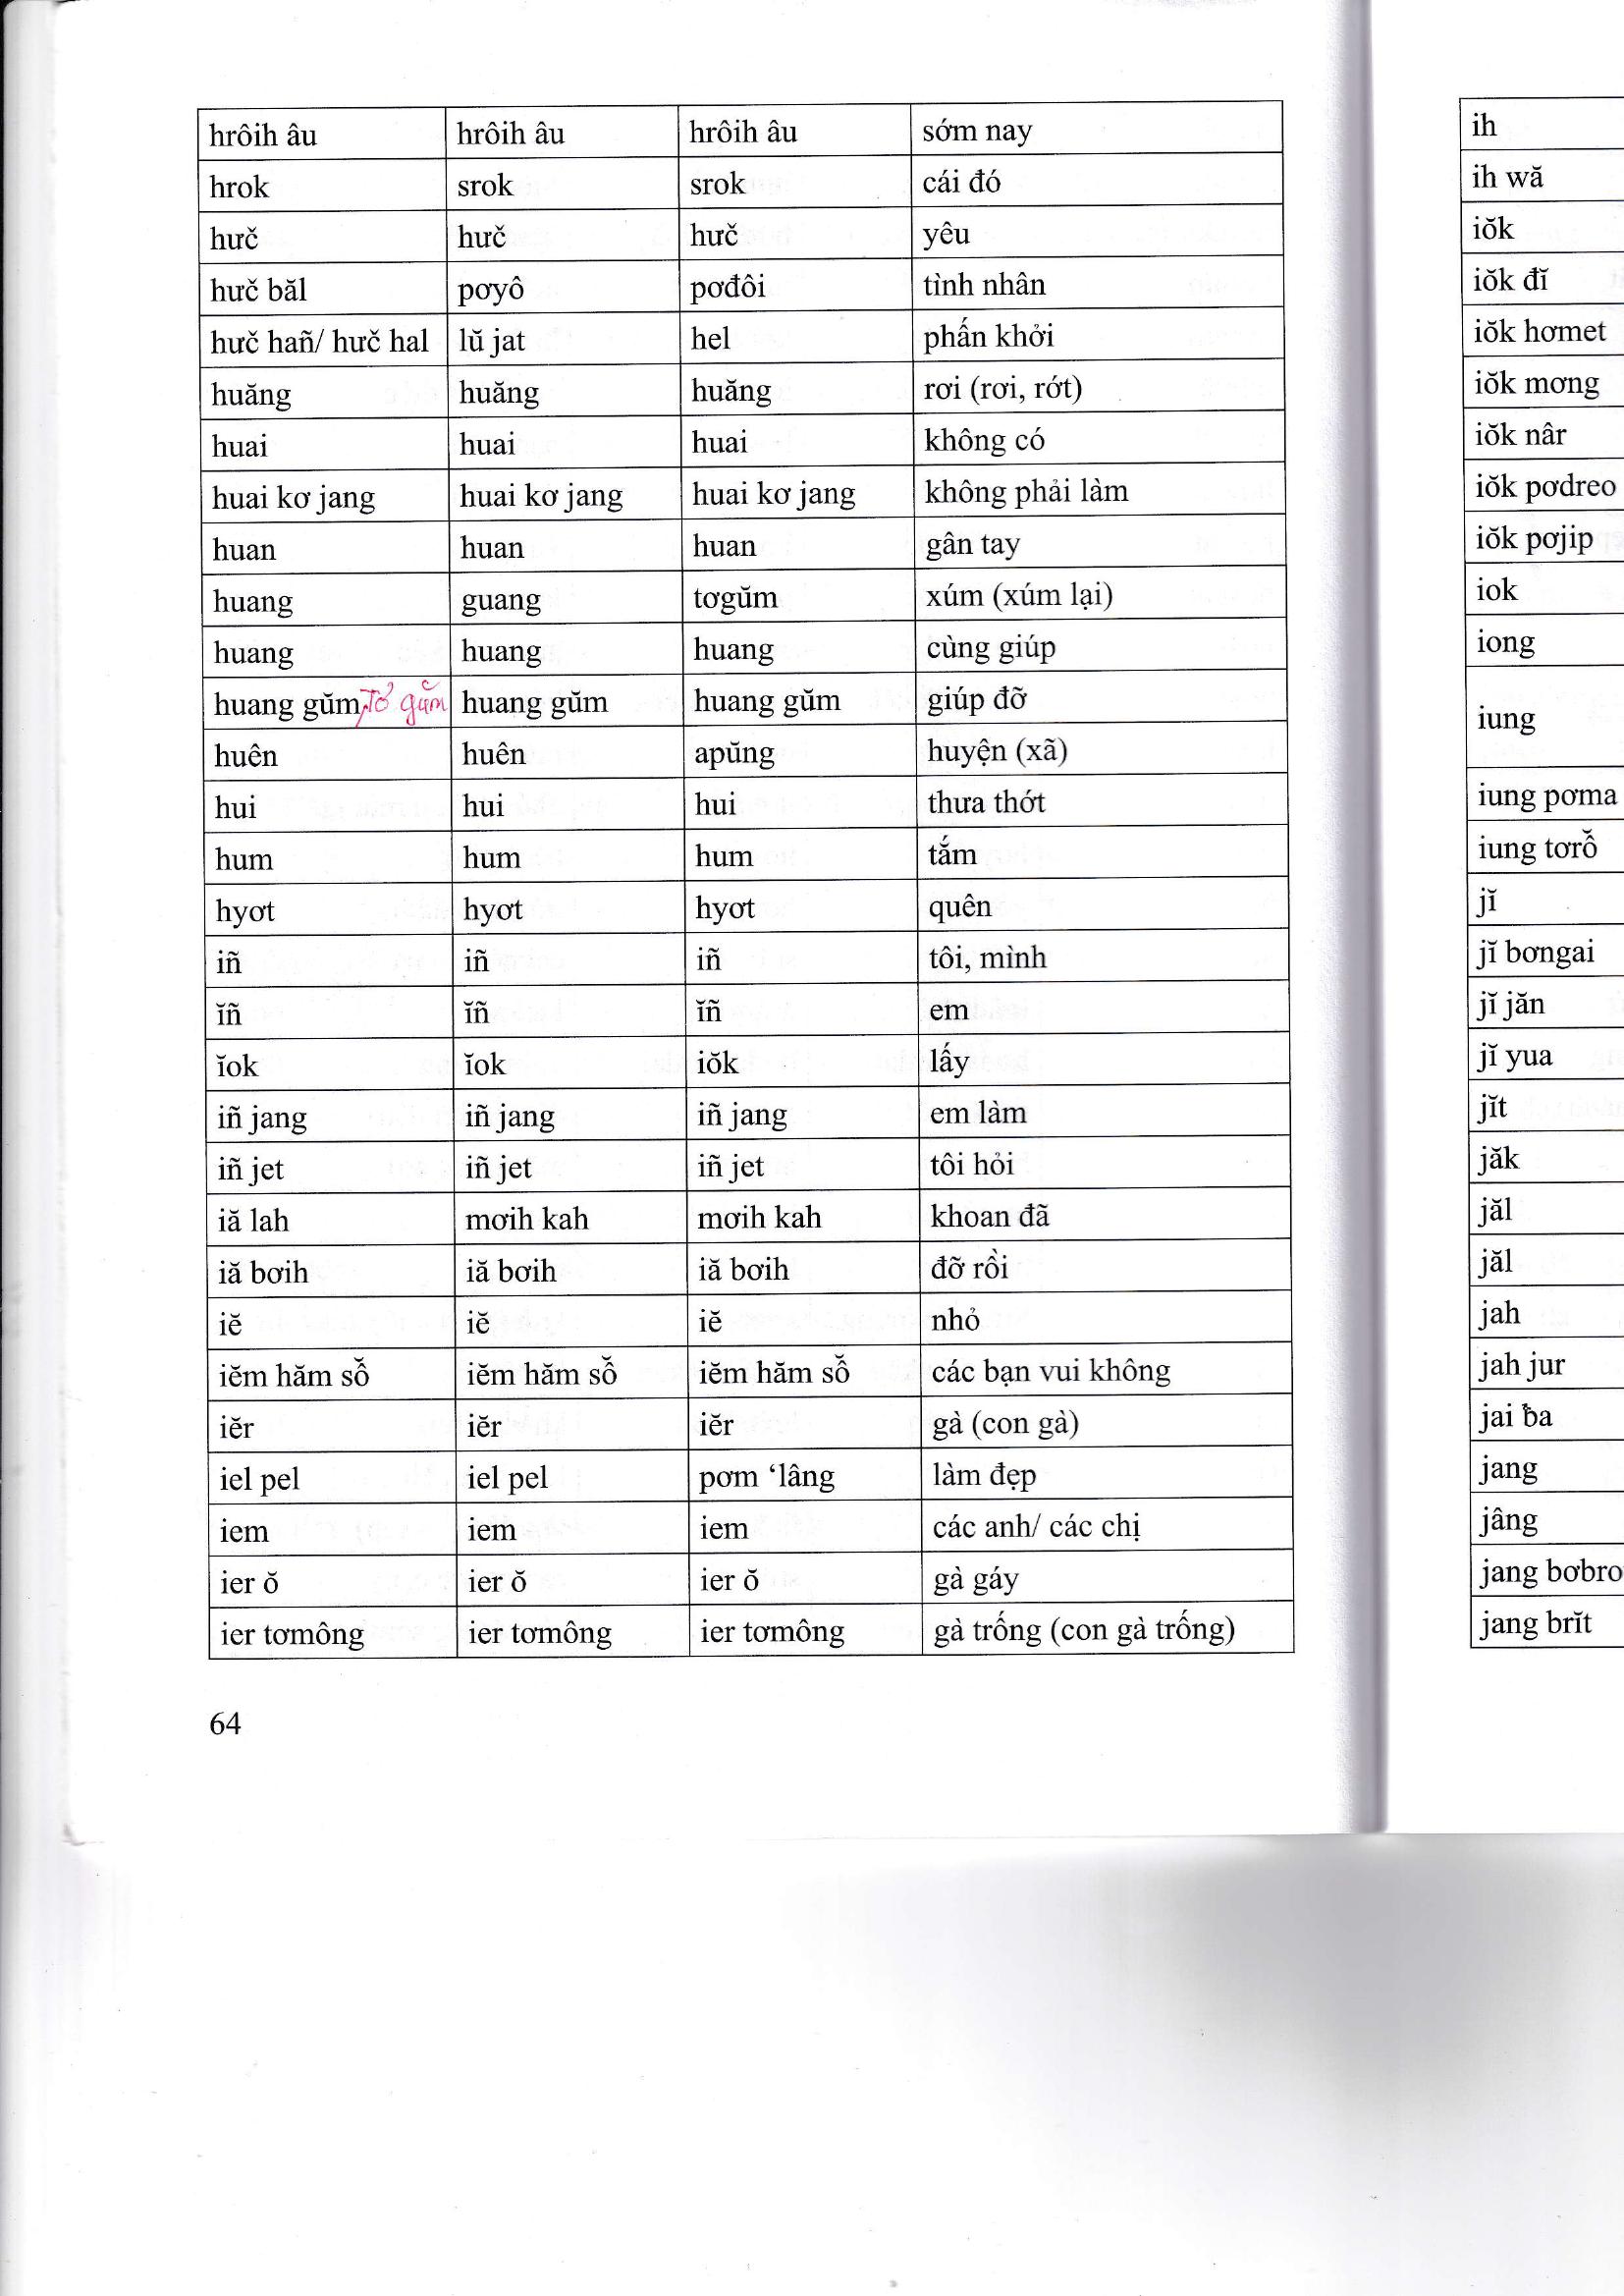 hrôih âu hrôih âu hrôih âu sớm nay
hrok srok srok cái đó
hưč hưč hưč yêu
hưč băl pơyô pơđôi tình nhân
hưč hañ/ hưč hal lŭ jat hel phấn khởi
huăng huăng huăng rơi (rơi, rớt)
huai huai huai không có
huai kơ jang huai kơ jang huai kơ jang không phải làm
huan huan huan gân tay
huang guang tơgŭm xúm (xúm lại)
huang huang huang cùng giúp
huang gŭm/Tơ gŭm huang gŭm huang gŭm giúp đỡ
huên huên apŭng huyện (xã)
hui hui hui thưa thớt
hum hum hum tắm
hyơt hyơt hyơt quên
iñ iñ iñ tôi, mình
ĭñ ĭñ ĭñ em
ĭok ĭok iŏk lấy
iñ jang iñ jang iñ jang em làm
iñ jet iñ jet iñ jet tôi hỏi
iă lah mơih kah mơih kah khoan đã
iă bơih iă bơih iă bơih đỡ rồi
iĕ iĕ iĕ nhỏ
iĕm hăm sô̆ iĕm hăm sô̆ iĕm hăm sô̆ các bạn vui không
iĕr iĕr iĕr gà (con gà)
iel pel iel pel pơm ‘lâng làm đẹp
iem iem iem các anh/ các chị
ier ŏ ier ŏ ier ŏ gà gáy
ier tơmông ier tơmông ier tơmông gà trống (con gà trống)
64
ih
ih wă
iŏk
iŏk đĭ
iŏk hơmet
iŏk mơng
iŏk nâr
iŏk pơdreo
iŏk pơjip
iok
iong
iung
iung pơma
iung tơrô̆
jĭ
jĭ bơngai
jĭ jăn
jĭ yua
jĭt
jăk
jăl
jăl
jah
jah jur
jai ƀa
jang
jâng
jang bơbro
jang brĭt